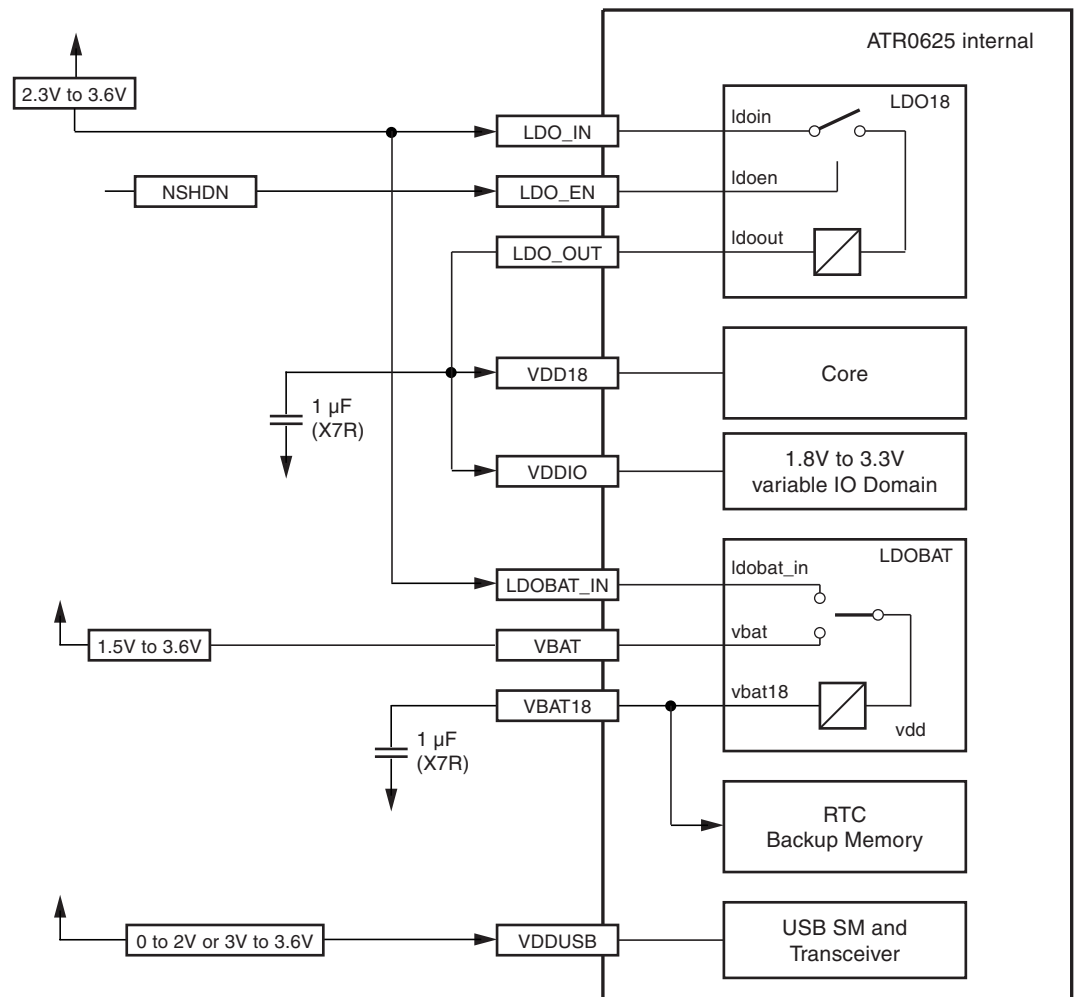 ATR0625 internal
2.3V to 3.6V
LDO18
LDO_IN
ldoin
NSHDN
LDO_EN
ldoen
LDO_OUT
ldoout
VDD18
Core
1 µF
(X7R)
VDDIO
1.8V to 3.3V
variable IO Domain
LDOBAT
LDOBAT_IN
ldobat_in
1.5V to 3.6V
VBAT
vbat
VBAT18
vbat18
vdd
1 µF
(X7R)
RTC
Backup Memory
0 to 2V or 3V to 3.6V
VDDUSB
USB SM and
Transceiver